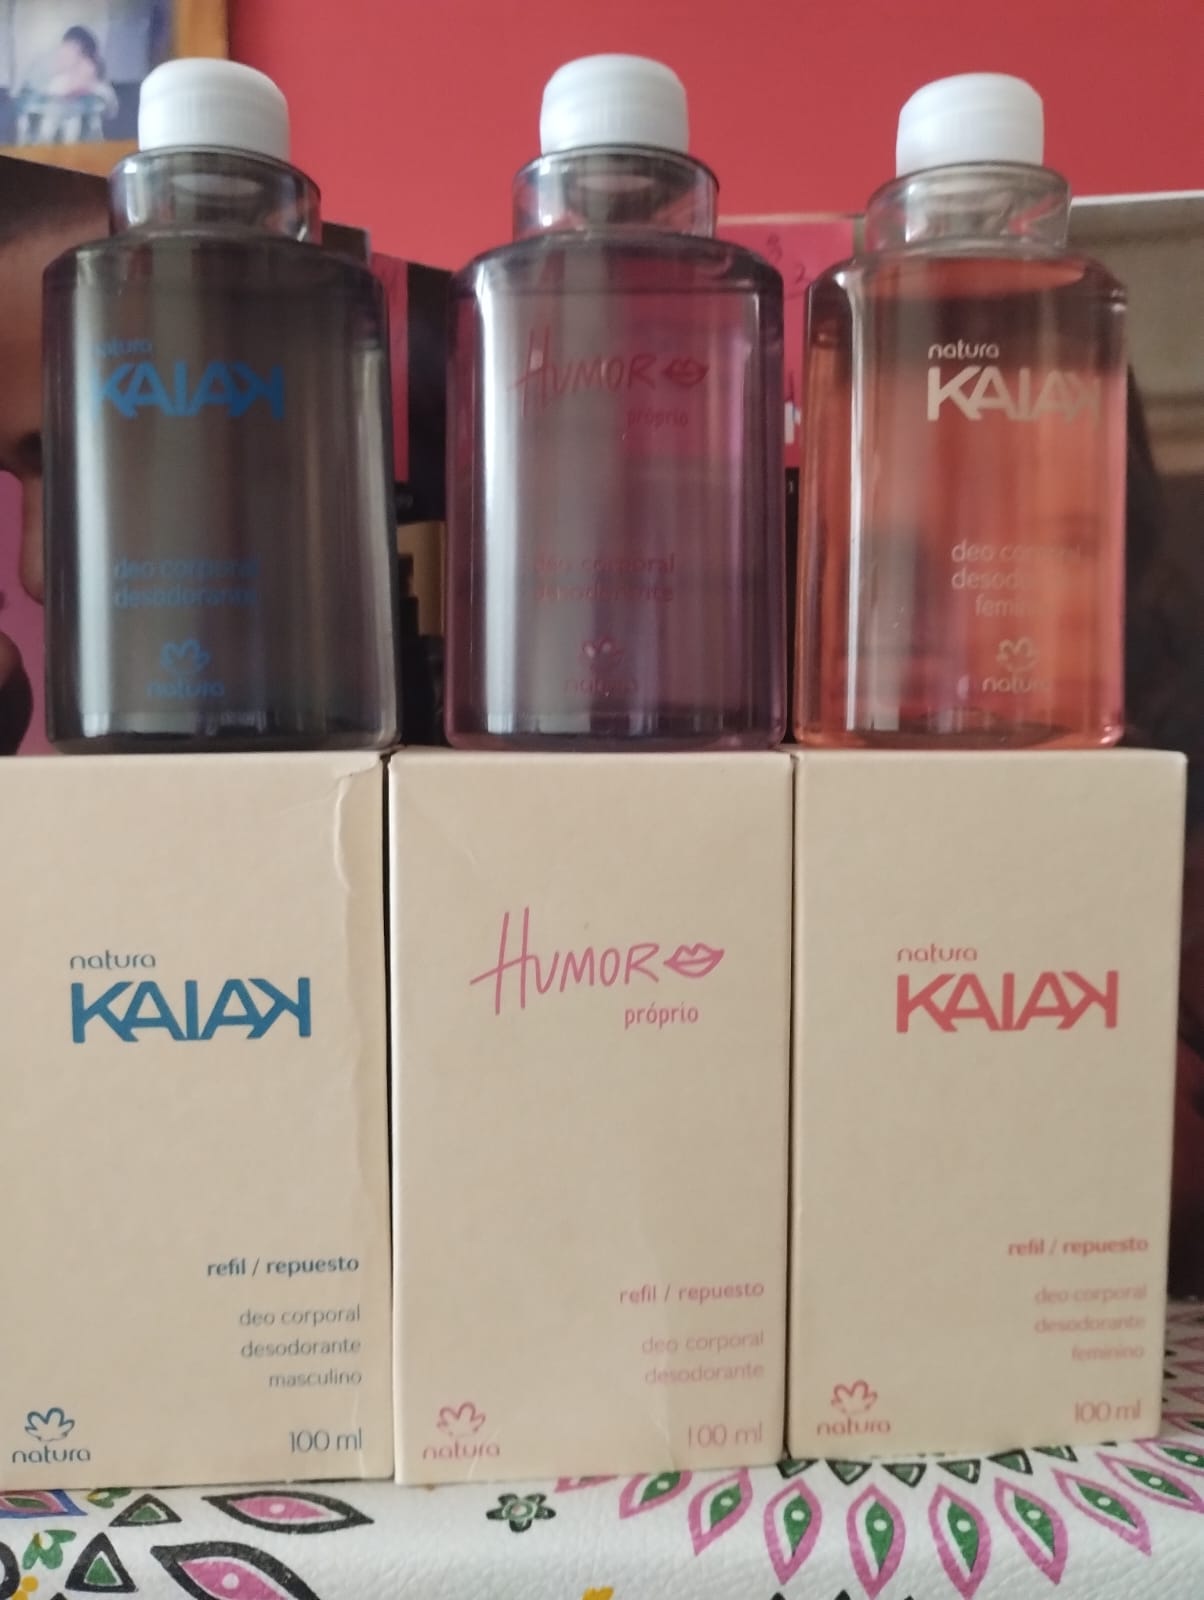 natura
KAIAK
deo corporal
desodorante
natura
HUMOR
próprio
deo corporal
desodorante
natura
natura
KAIAK
deo corporal
natura
natura
KAIAK
refil / repuesto
deo corporal
desodorante
masculino
100 ml
natura
HUMOR
próprio
refil / repuesto
deo corporal
desodorante
100 ml
natura
natura
KAIAK
refil / repuesto
deo corporal
desodorante
feminino
100 ml
natura